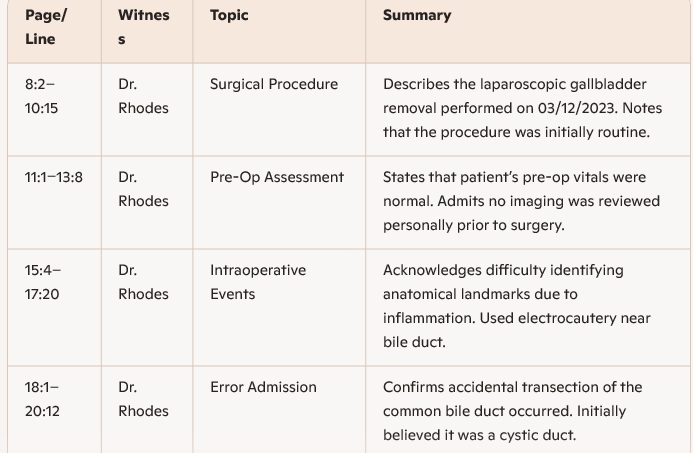 Page/ Witnes Topic Summary
Line s
8:2– Dr. Surgical Procedure Describes the laparoscopic gallbladder
10:15 Rhodes removal performed on 03/12/2023. Notes
that the procedure was initially routine.
11:1–13:8 Dr. Pre-Op Assessment States that patient’s pre-op vitals were
Rhodes normal. Admits no imaging was reviewed
personally prior to surgery.
15:4– Dr. Intraoperative Acknowledges difficulty identifying
17:20 Rhodes Events anatomical landmarks due to
inflammation. Used electrocautery near
bile duct.
18:1– Dr. Error Admission Confirms accidental transection of the
20:12 Rhodes common bile duct occurred. Initially
believed it was a cystic duct.